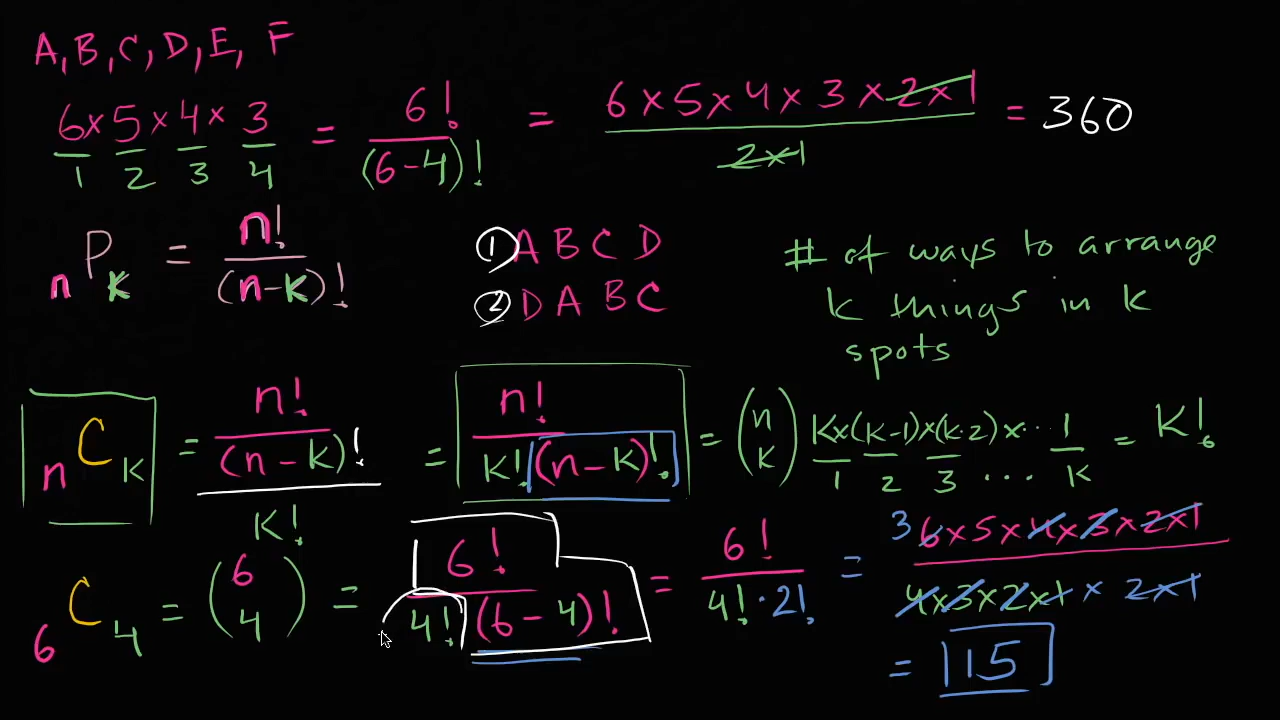 A, B, C, D, E, F
6 × 5 × 4 × 3 = 6! / (6 − 4)! = 6 × 5 × 4 × 3 × 2 × 1 / 2 × 1 = 360
1 2 3 4
nPk = n! / (n − k)!
① A B C D
② D A B C
# of ways to arrange
k things in k
spots
nCk = n! / (n − k)! / k! = n! / k! (n − k)! = (n k)
k × (k − 1) × (k · 2) × ... 1 = k!
1 2 3 ... k
6C4 = (6 4) = 6! / 4! (6 − 4)! = 6! / 4! · 2! = 3 6 × 5 × 4 × 3 × 2 × 1 / 4 × 3 × 2 × 1 × 2 × 1
= 15